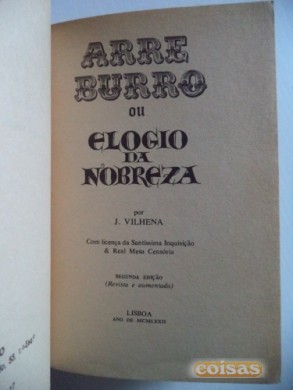 ARRE
BURRO
OU
ELOGIO
DA
NOBREZA
por
J. VILHENA
Com licença da Santíssima Inquisição
& Real Mesa Censória
SEGUNDA EDIÇÃO
(Revista e aumentada)
LISBOA
ANO DE MCMLXXII
coisas